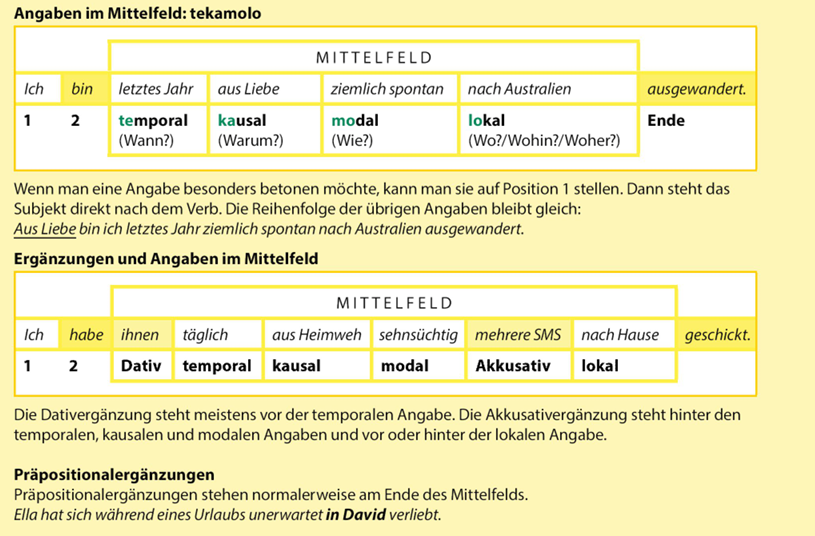 Angaben im Mittelfeld: tekamolo
MITTELFELD
Ich bin letztes Jahr aus Liebe ziemlich spontan nach Australien ausgewandert.
1 2 temporal kausal modal lokal Ende
(Wann?) (Warum?) (Wie?) (Wo?/Wohin?/Woher?)
Wenn man eine Angabe besonders betonen möchte, kann man sie auf Position 1 stellen. Dann steht das
Subjekt direkt nach dem Verb. Die Reihenfolge der übrigen Angaben bleibt gleich:
Aus Liebe bin ich letztes Jahr ziemlich spontan nach Australien ausgewandert.
Ergänzungen und Angaben im Mittelfeld
MITTELFELD
Ich habe ihnen täglich aus Heimweh sehnsüchtig mehrere SMS nach Hause geschickt.
1 2 Dativ temporal kausal modal Akkusativ lokal
Die Dativergänzung steht meistens vor der temporalen Angabe. Die Akkusativergänzung steht hinter den
temporalen, kausalen und modalen Angaben und vor oder hinter der lokalen Angabe.
Präpositionalergänzungen
Präpositionalergänzungen stehen normalerweise am Ende des Mittelfelds.
Ella hat sich während eines Urlaubs unerwartet in David verliebt.